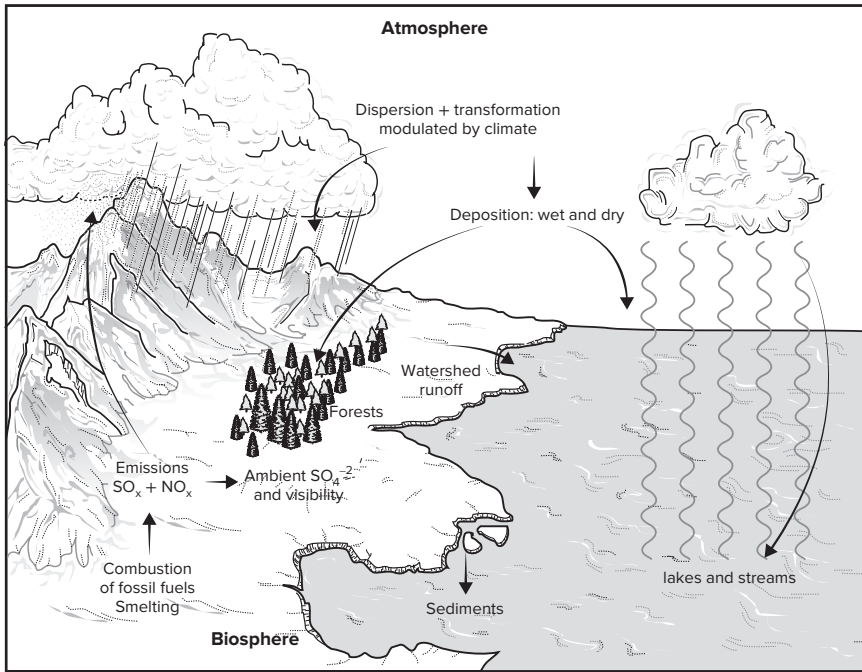 Atmosphere
Dispersion + transformation
modulated by climate
Deposition: wet and dry
Watershed
runoff
Forests
Emissions
SOₓ + NOₓ
Ambient SO₄⁻²
and visibility
Combustion
of fossil fuels
Smelting
lakes and streams
Sediments
Biosphere